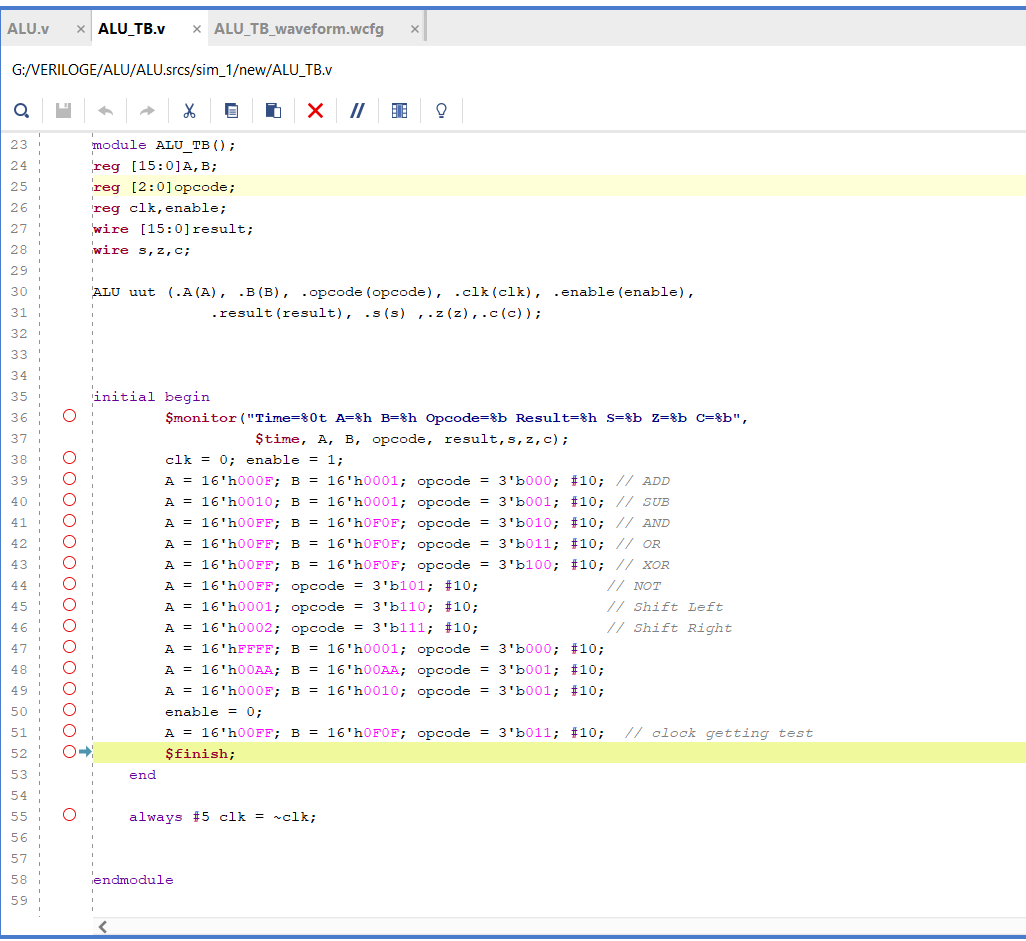 ALU.v × ALU_TB.v × ALU_TB_waveform.wcfg ×
G:/VERILOGE/ALU/ALU.srcs/sim_1/new/ALU_TB.v
23 module ALU_TB();
24 reg [15:0]A,B;
25 reg [2:0]opcode;
26 reg clk,enable;
27 wire [15:0]result;
28 wire s,z,c;
29
30 ALU uut (.A(A), .B(B), .opcode(opcode), .clk(clk), .enable(enable),
31 .result(result), .s(s) ,.z(z),.c(c));
32
33
34
35 initial begin
36 $monitor("Time=%0t A=%h B=%h Opcode=%b Result=%h S=%b Z=%b C=%b",
37 $time, A, B, opcode, result,s,z,c);
38 clk = 0; enable = 1;
39 A = 16'h000F; B = 16'h0001; opcode = 3'b000; #10; // ADD
40 A = 16'h0010; B = 16'h0001; opcode = 3'b001; #10; // SUB
41 A = 16'h00FF; B = 16'h0F0F; opcode = 3'b010; #10; // AND
42 A = 16'h00FF; B = 16'h0F0F; opcode = 3'b011; #10; // OR
43 A = 16'h00FF; B = 16'h0F0F; opcode = 3'b100; #10; // XOR
44 A = 16'h00FF; opcode = 3'b101; #10; // NOT
45 A = 16'h0001; opcode = 3'b110; #10; // Shift Left
46 A = 16'h0002; opcode = 3'b111; #10; // Shift Right
47 A = 16'hFFFF; B = 16'h0001; opcode = 3'b000; #10;
48 A = 16'h00AA; B = 16'h00AA; opcode = 3'b001; #10;
49 A = 16'h000F; B = 16'h0010; opcode = 3'b001; #10;
50 enable = 0;
51 A = 16'h00FF; B = 16'h0F0F; opcode = 3'b011; #10; // clock getting test
52 $finish;
53 end
54
55 always #5 clk = ~clk;
56
57
58 endmodule
59